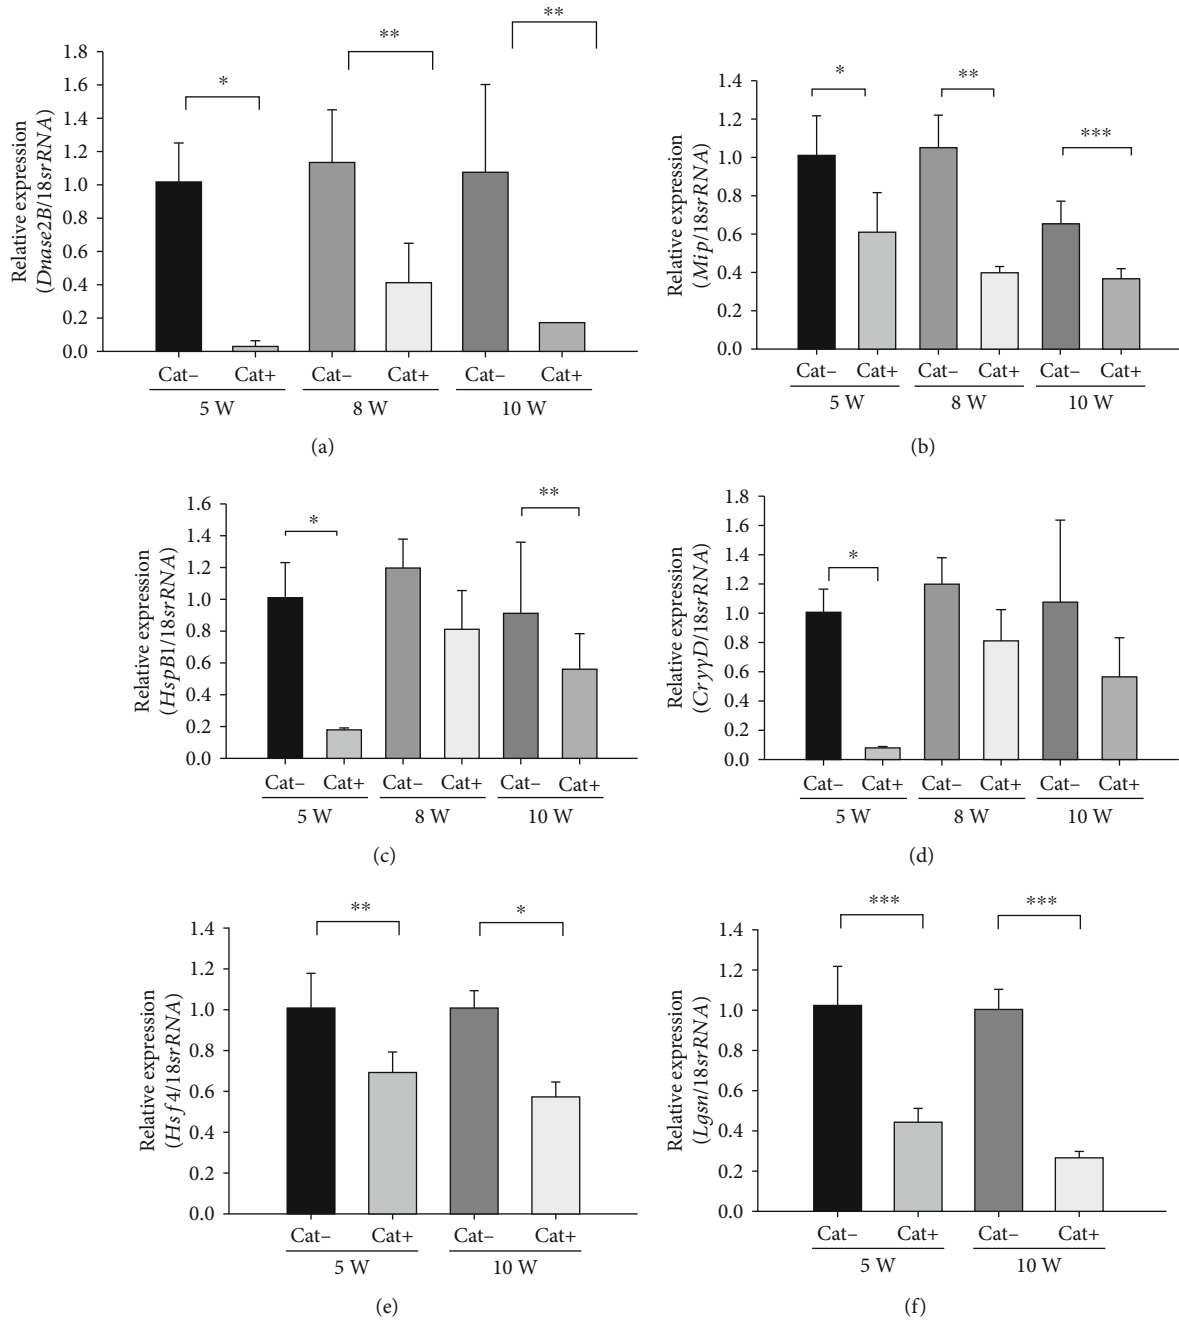 Relative expression
(Dnase2B/18srRNA)
1.8
1.6
1.4
1.2
1.0
0.8
0.6
0.4
0.2
0.0
*
**
**
Cat– Cat+ Cat– Cat+ Cat– Cat+
5 W 8 W 10 W
(a)
Relative expression
(Mip/18srRNA)
1.4
1.2
1.0
0.8
0.6
0.4
0.2
0.0
*
**
***
Cat– Cat+ Cat– Cat+ Cat– Cat+
5 W 8 W 10 W
(b)
Relative expression
(HspB1/18srRNA)
1.6
1.4
1.2
1.0
0.8
0.6
0.4
0.2
0.0
*
**
Cat– Cat+ Cat– Cat+ Cat– Cat+
5 W 8 W 10 W
(c)
Relative expression
(CryγD/18srRNA)
1.8
1.6
1.4
1.2
1.0
0.8
0.6
0.4
0.2
0.0
*
Cat– Cat+ Cat– Cat+ Cat– Cat+
5 W 8 W 10 W
(d)
Relative expression
(Hsf4/18srRNA)
1.4
1.2
1.0
0.8
0.6
0.4
0.2
0.0
**
*
Cat– Cat+ Cat– Cat+
5 W 10 W
(e)
Relative expression
(Lgsn/18srRNA)
1.4
1.2
1.0
0.8
0.6
0.4
0.2
0.0
***
***
Cat– Cat+ Cat– Cat+
5 W 10 W
(f)